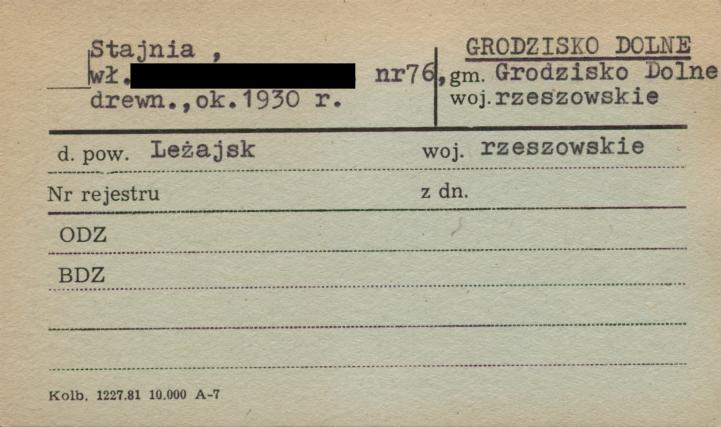 Stajnia ,
wł. nr76,
drewn.,ok.1930 r.
GRODZISKO DOLNE
gm. Grodzisko Dolne
woj. rzeszowskie
d. pow. Leżajsk woj. rzeszowskie
Nr rejestru z dn.
ODZ
BDZ
Kolb. 1227.81 10.000 A-7